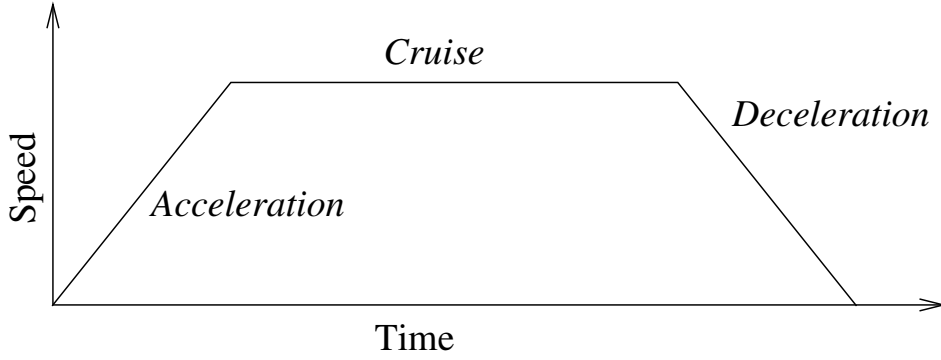 Cruise
Deceleration
Speed
Acceleration
Time